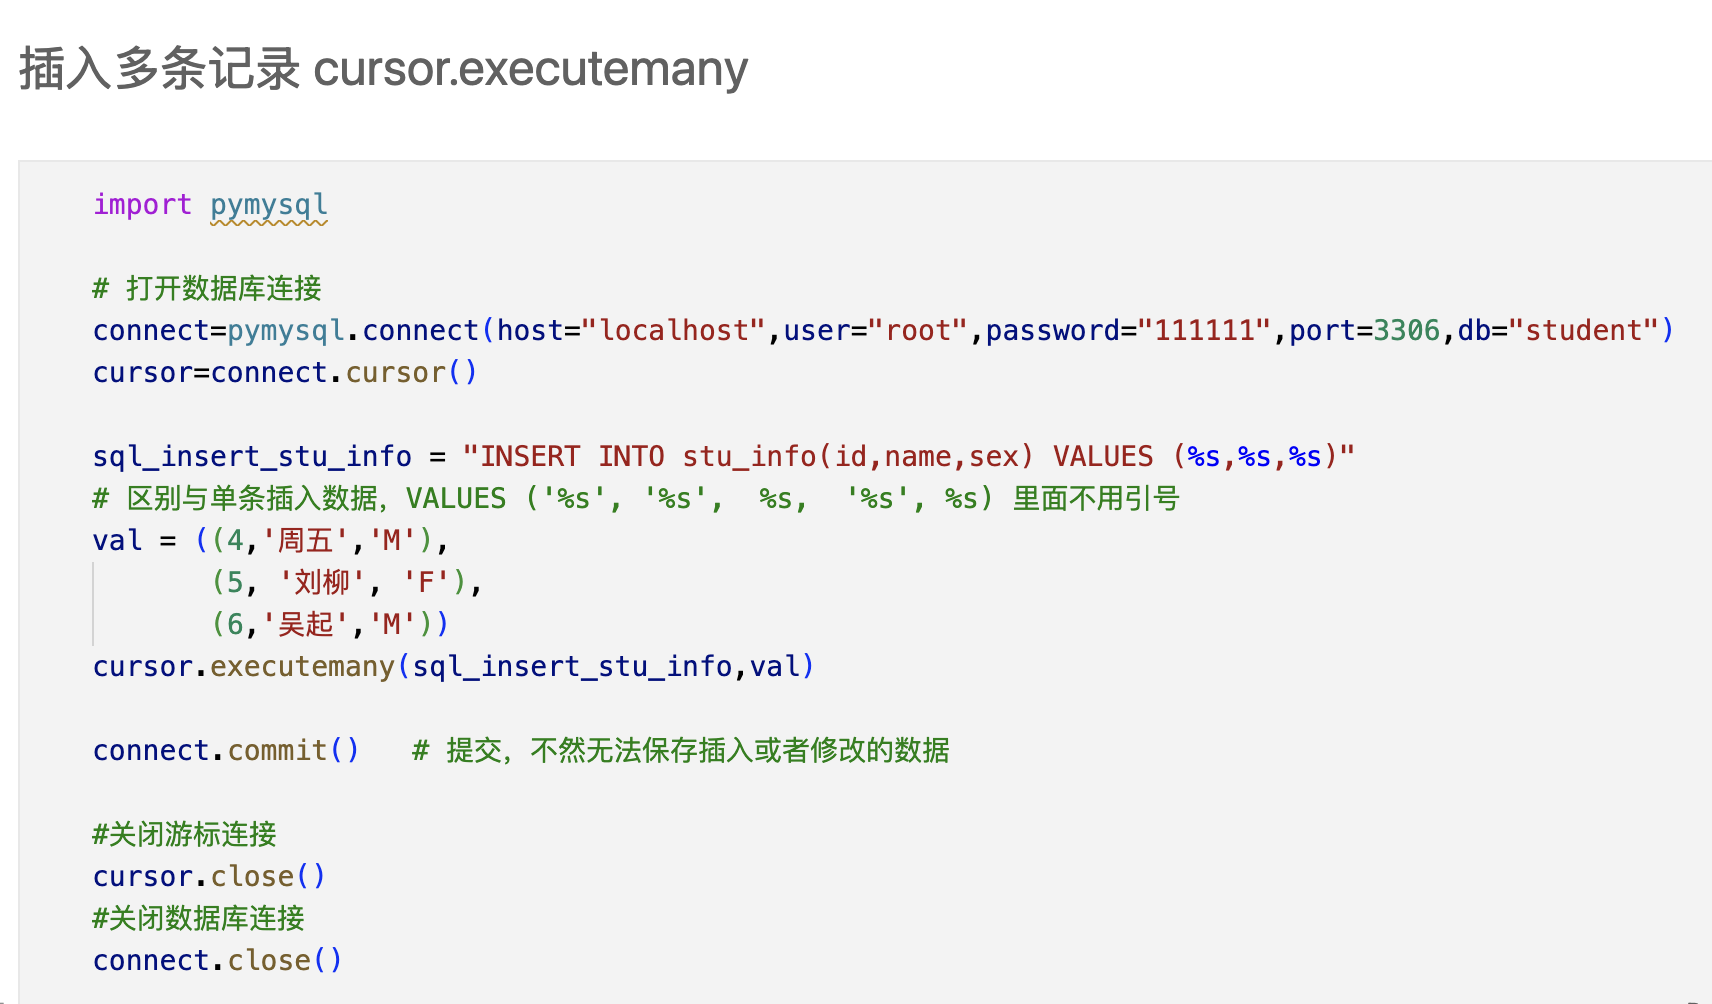 插入多条记录 cursor.executemany
import pymysql
# 打开数据库连接
connect=pymysql.connect(host="localhost",user="root",password="111111",port=3306,db="student")
cursor=connect.cursor()
sql_insert_stu_info = "INSERT INTO stu_info(id,name,sex) VALUES (%s,%s,%s)"
# 区别与单条插入数据，VALUES ('%s', '%s',  %s,  '%s', %s) 里面不用引号
val = ((4,'周五','M'),
       (5, '刘柳', 'F'),
       (6,'吴起','M'))
cursor.executemany(sql_insert_stu_info,val)
connect.commit()   # 提交，不然无法保存插入或者修改的数据
#关闭游标连接
cursor.close()
#关闭数据库连接
connect.close()